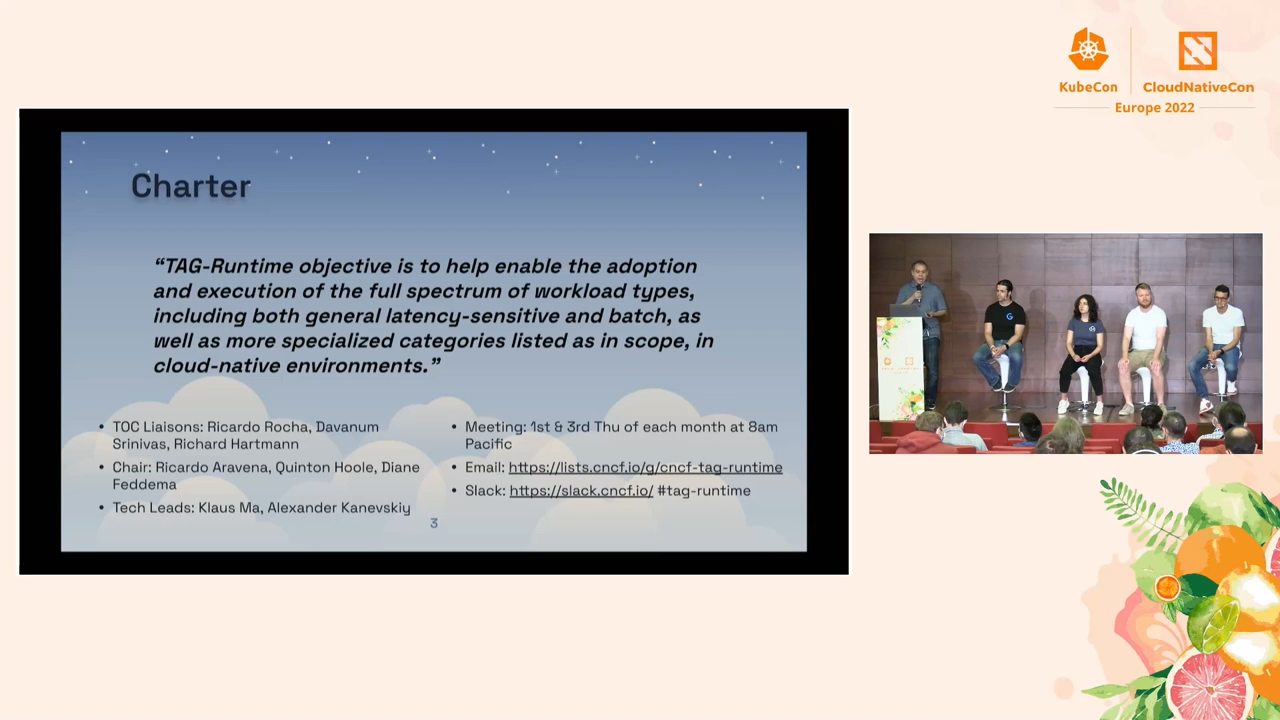 KubeCon
CloudNativeCon
Europe 2022
Charter
“TAG-Runtime objective is to help enable the adoption
and execution of the full spectrum of workload types,
including both general latency-sensitive and batch, as
well as more specialized categories listed as in scope, in
cloud-native environments.”
• TOC Liaisons: Ricardo Rocha, Davanum
Srinivas, Richard Hartmann
• Chair: Ricardo Aravena, Quinton Hoole, Diane
Feddema
• Tech Leads: Klaus Ma, Alexander Kanevskiy
• Meeting: 1st & 3rd Thu of each month at 8am
Pacific
• Email: https://lists.cncf.io/g/cncf-tag-runtime
• Slack: https://slack.cncf.io/ #tag-runtime
3